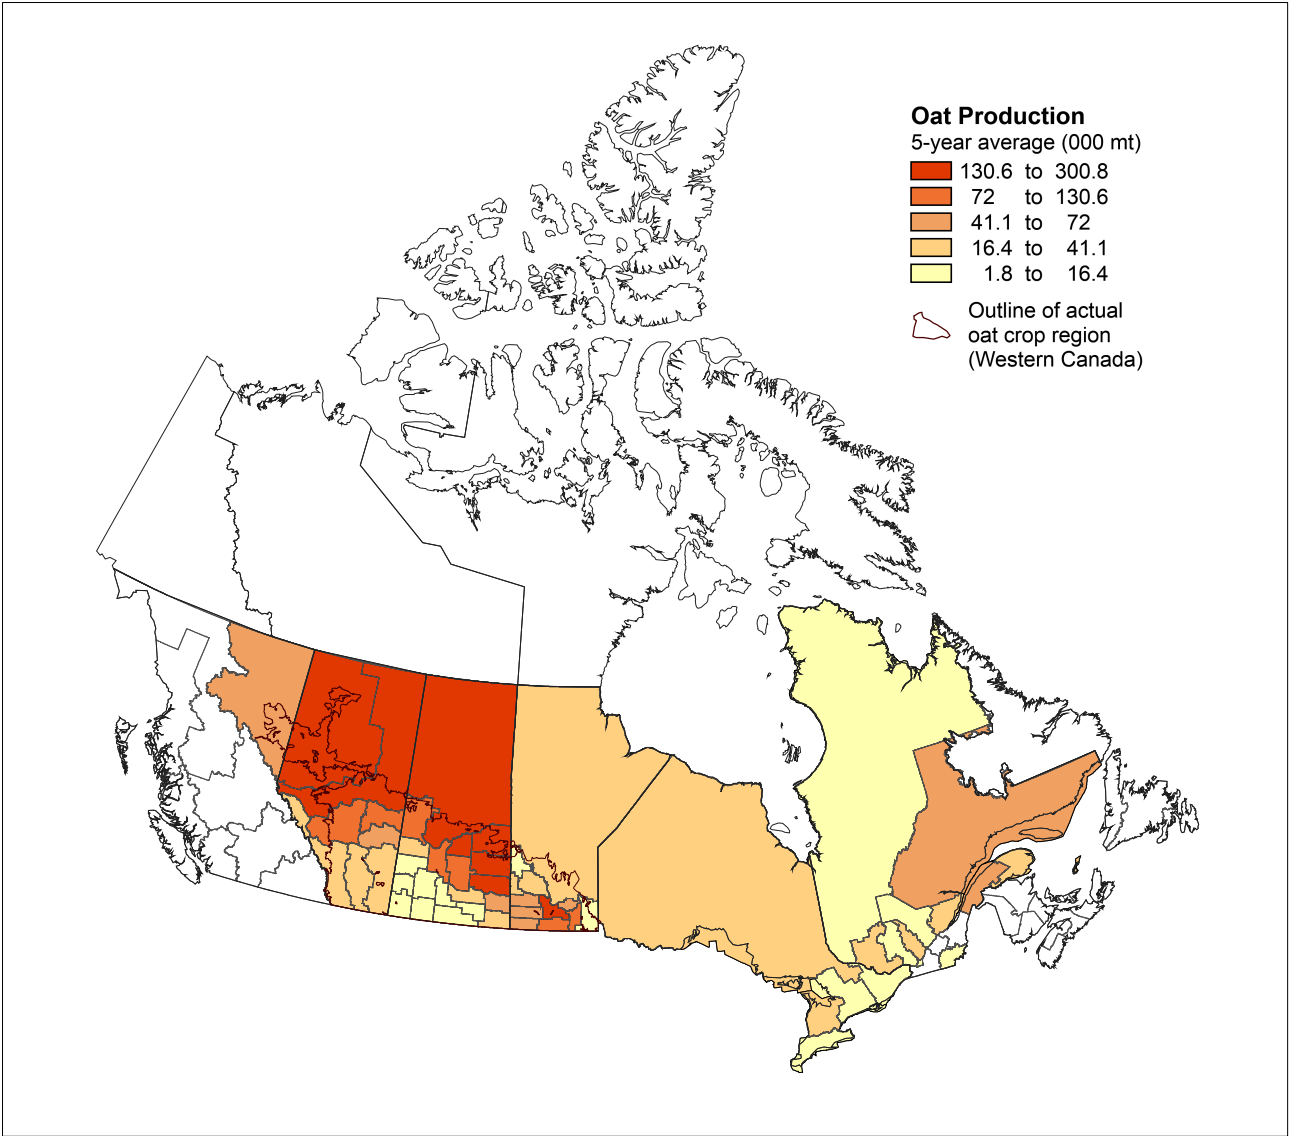 Oat Production
5-year average (000 mt)
130.6 to 300.8
72 to 130.6
41.1 to 72
16.4 to 41.1
1.8 to 16.4
Outline of actual
oat crop region
(Western Canada)